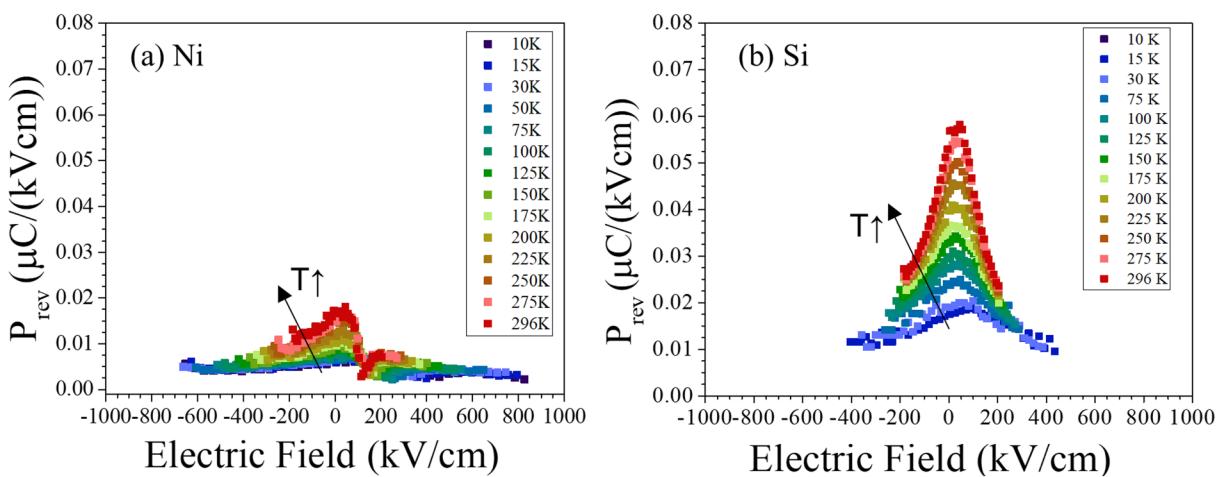 (a) Ni
0.08
0.07
0.06
0.05
0.04
0.03
0.02
0.01
0.00
P rev (μC/(kVcm))
10K
15K
30K
50K
75K
100K
125K
150K
175K
200K
225K
250K
275K
296K
T↑
-1000 -800 -600 -400 -200 0 200 400 600 800 1000
Electric Field (kV/cm)
(b) Si
0.08
0.07
0.06
0.05
0.04
0.03
0.02
0.01
0.00
P rev (μC/(kVcm))
10 K
15 K
30 K
75 K
100 K
125 K
150 K
175 K
200 K
225 K
250 K
275 K
296 K
T↑
-1000 -800 -600 -400 -200 0 200 400 600 800 1000
Electric Field (kV/cm)